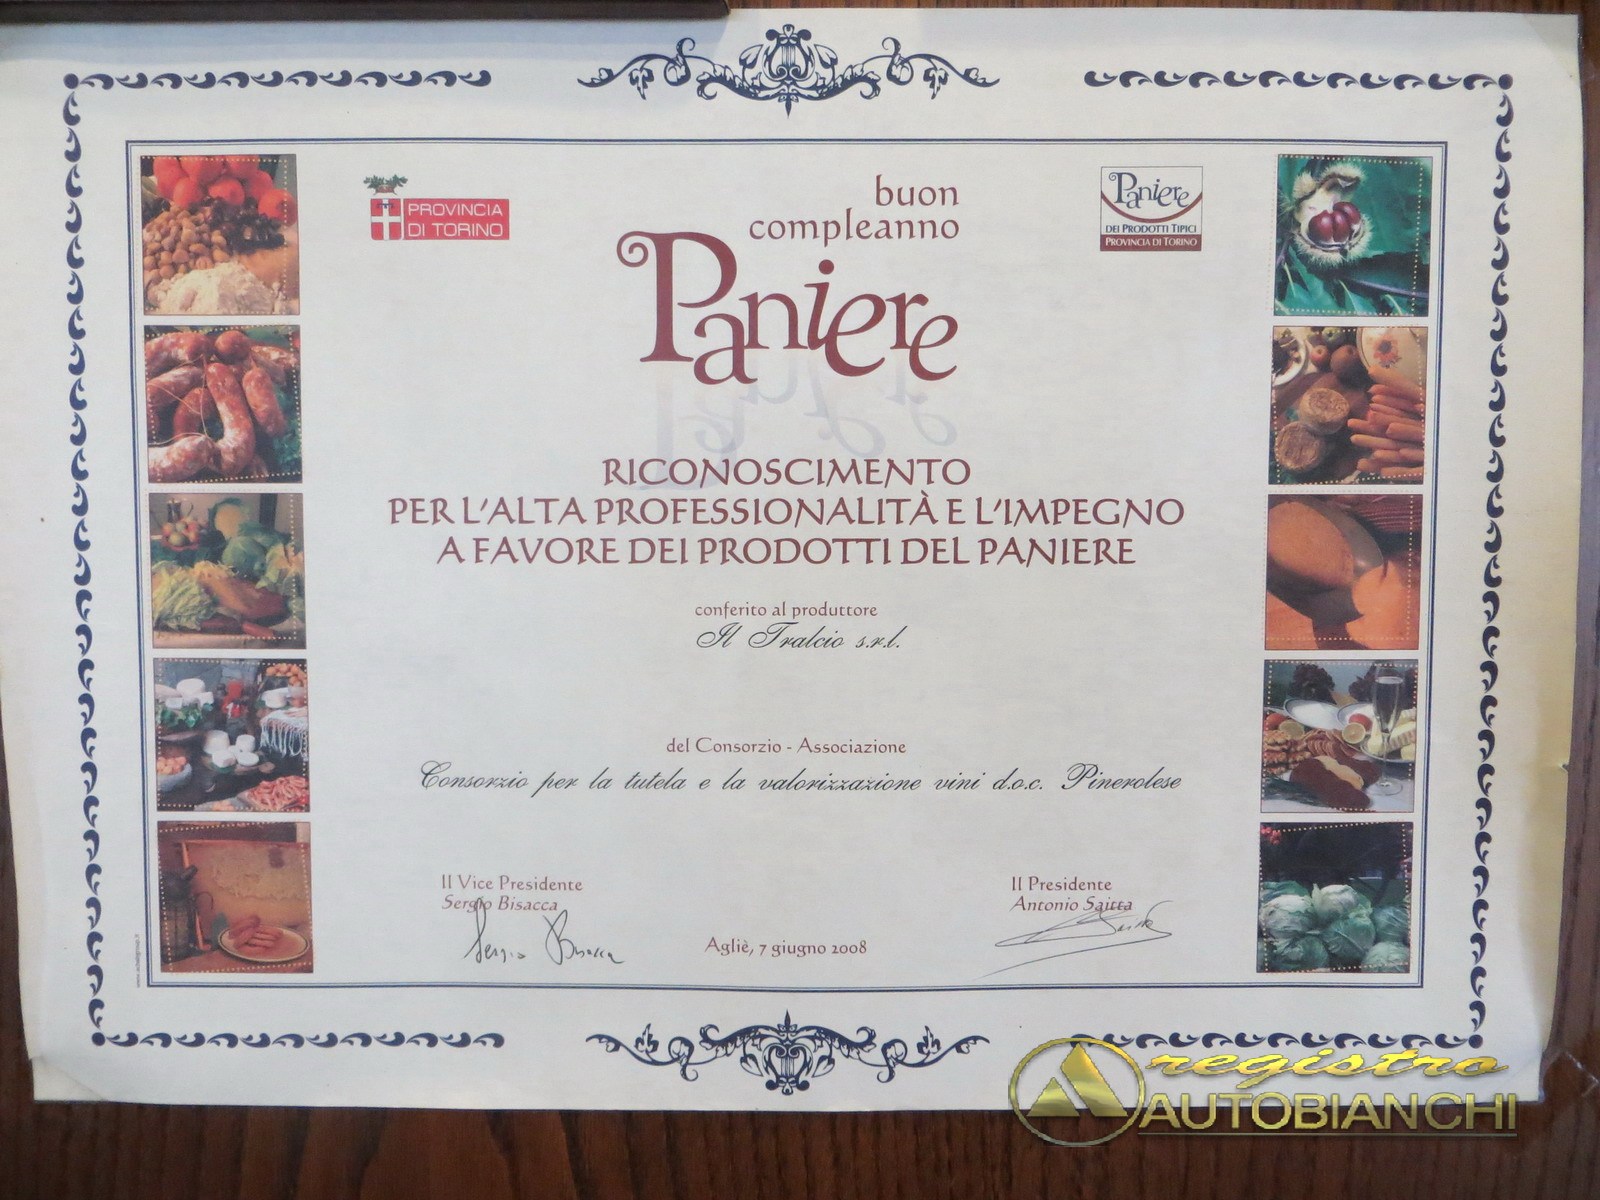 PROVINCIA
DI TORINO
buon
compleanno
Paniere
Paniere
DEI PRODOTTI TIPICI
PROVINCIA DI TORINO
RICONOSCIMENTO
PER L'ALTA PROFESSIONALITÀ E L'IMPEGNO
A FAVORE DEI PRODOTTI DEL PANIERE
conferito al produttore
Il Tralcio s.r.l.
del Consorzio - Associazione
Consorzio per la tutela e la valorizzazione vini d.o.c. Pinerolese
Il Vice Presidente
Sergio Bisacca
Sergio Bisacca
Agliè, 7 giugno 2008
Il Presidente
Antonio Saitta
registro
AUTOBIANCHI